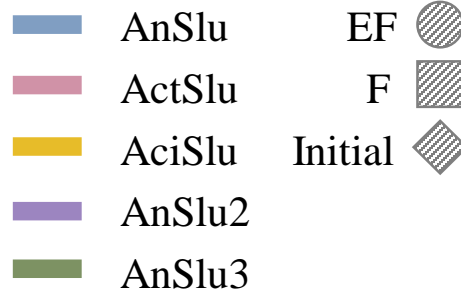 AnSlu EF
ActSlu F
AciSlu Initial
AnSlu2
AnSlu3